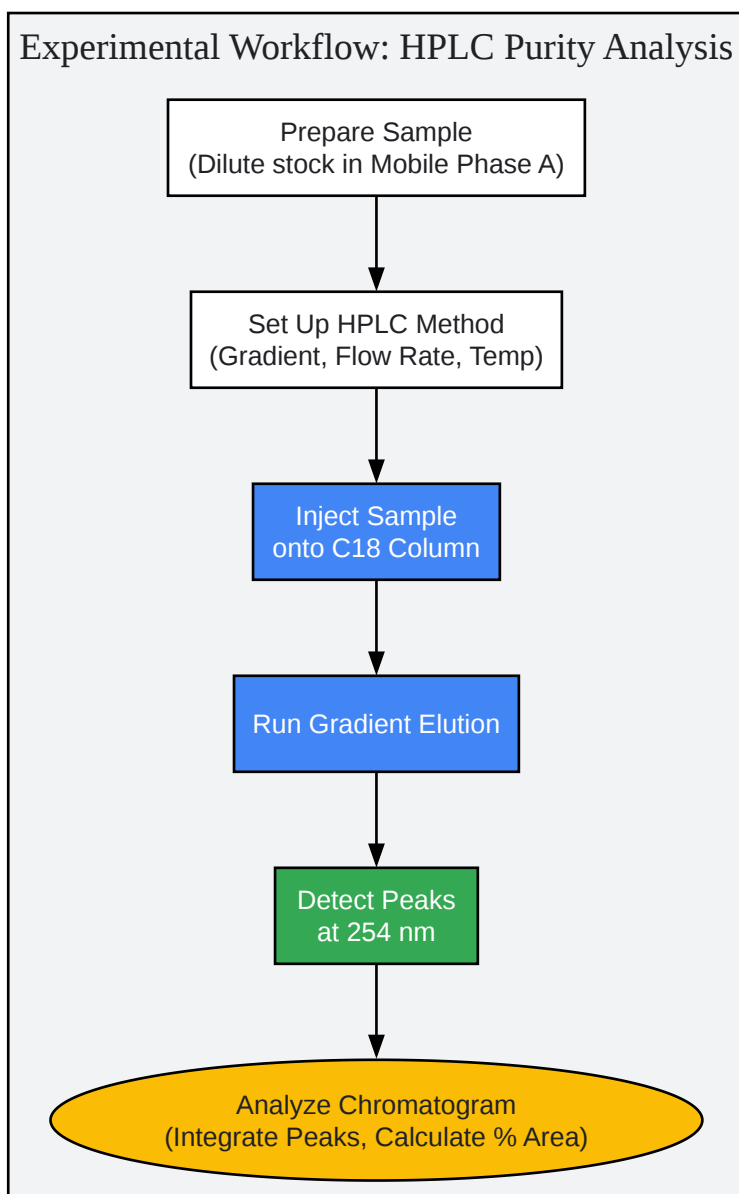 Experimental Workflow: HPLC Purity Analysis
Prepare Sample
(Dilute stock in Mobile Phase A)
Set Up HPLC Method
(Gradient, Flow Rate, Temp)
Inject Sample
onto C18 Column
Run Gradient Elution
Detect Peaks
at 254 nm
Analyze Chromatogram
(Integrate Peaks, Calculate % Area)